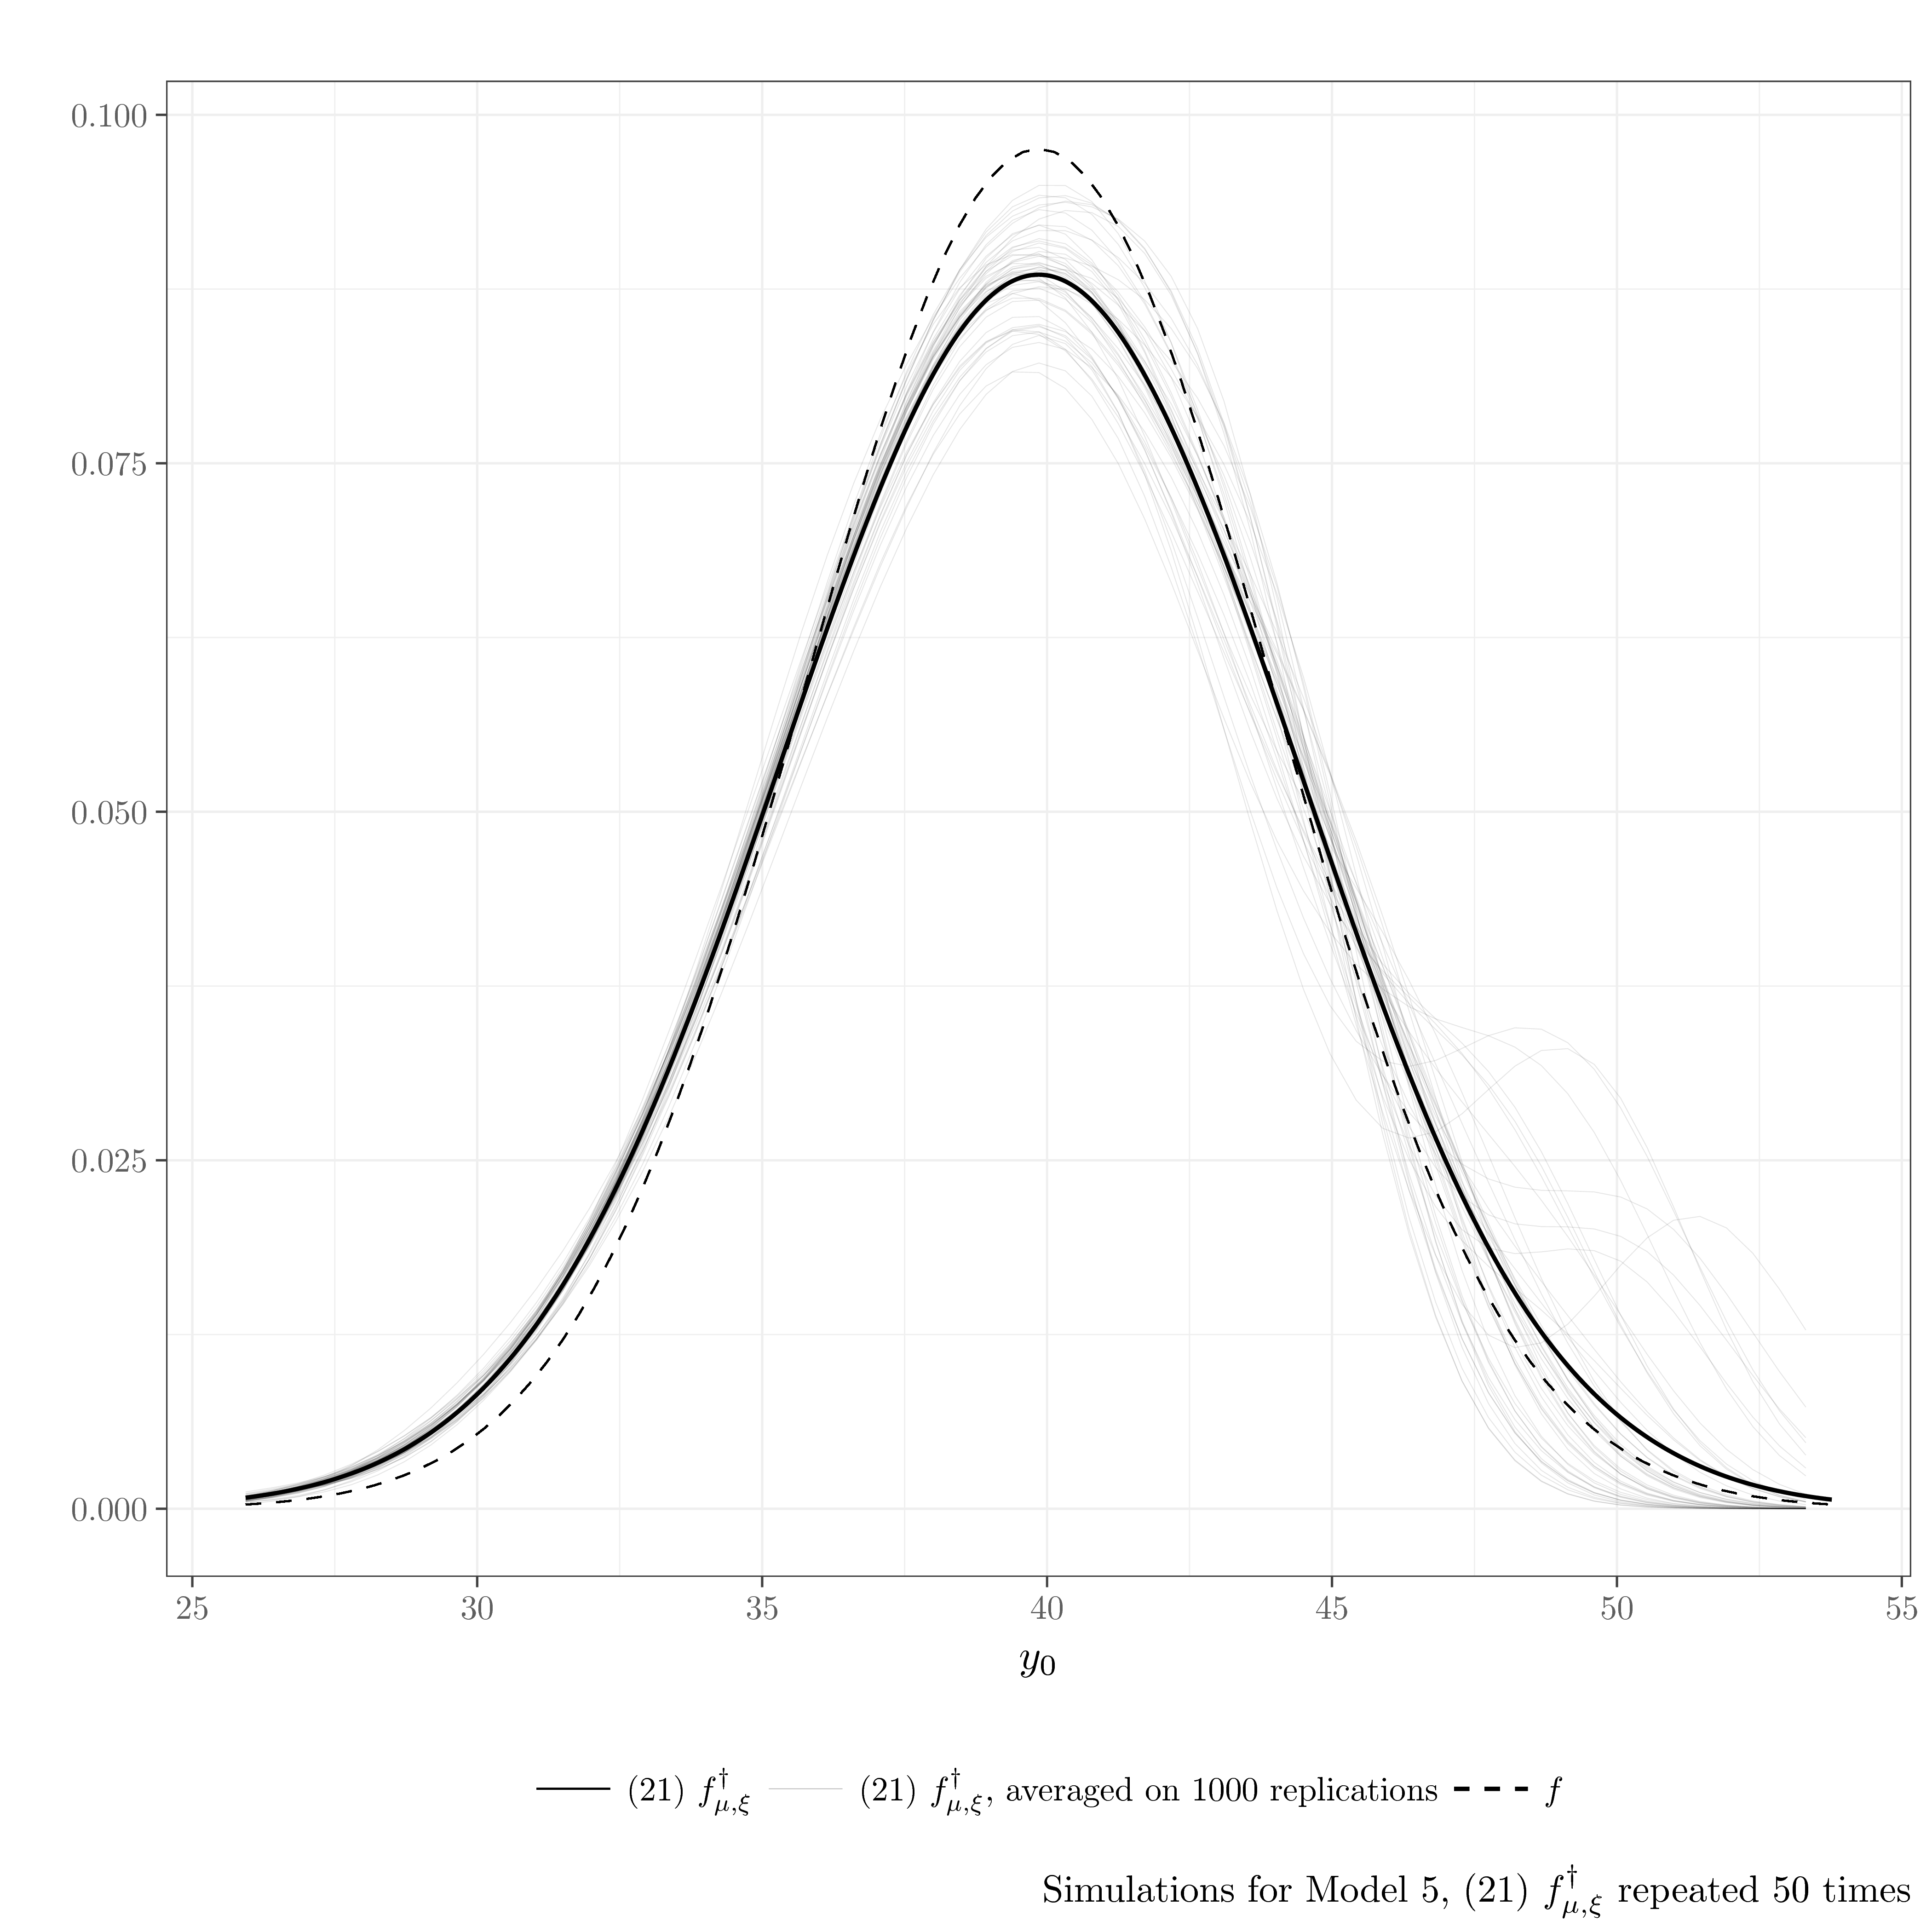 0.100
0.075
0.050
0.025
0.000
25 30 35 40 45 50 55
y₀
(21) f†μ,ξ (21) f†μ,ξ, averaged on 1000 replications f
Simulations for Model 5, (21) f†μ,ξ repeated 50 times